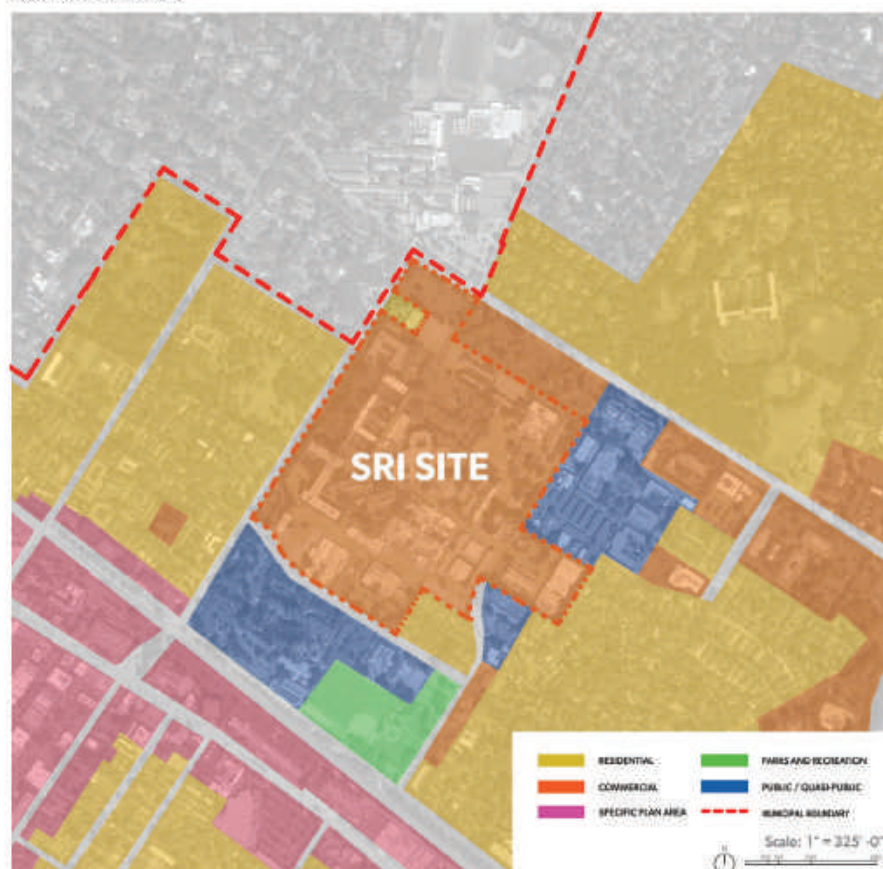 SRI SITE
RESIDENTIAL
COMMERCIAL
SPECIFIC PLAN AREA
PARKS AND RECREATION
PUBLIC / QUASI-PUBLIC
MUNICIPAL BOUNDARY
Scale: 1" = 325' -0"